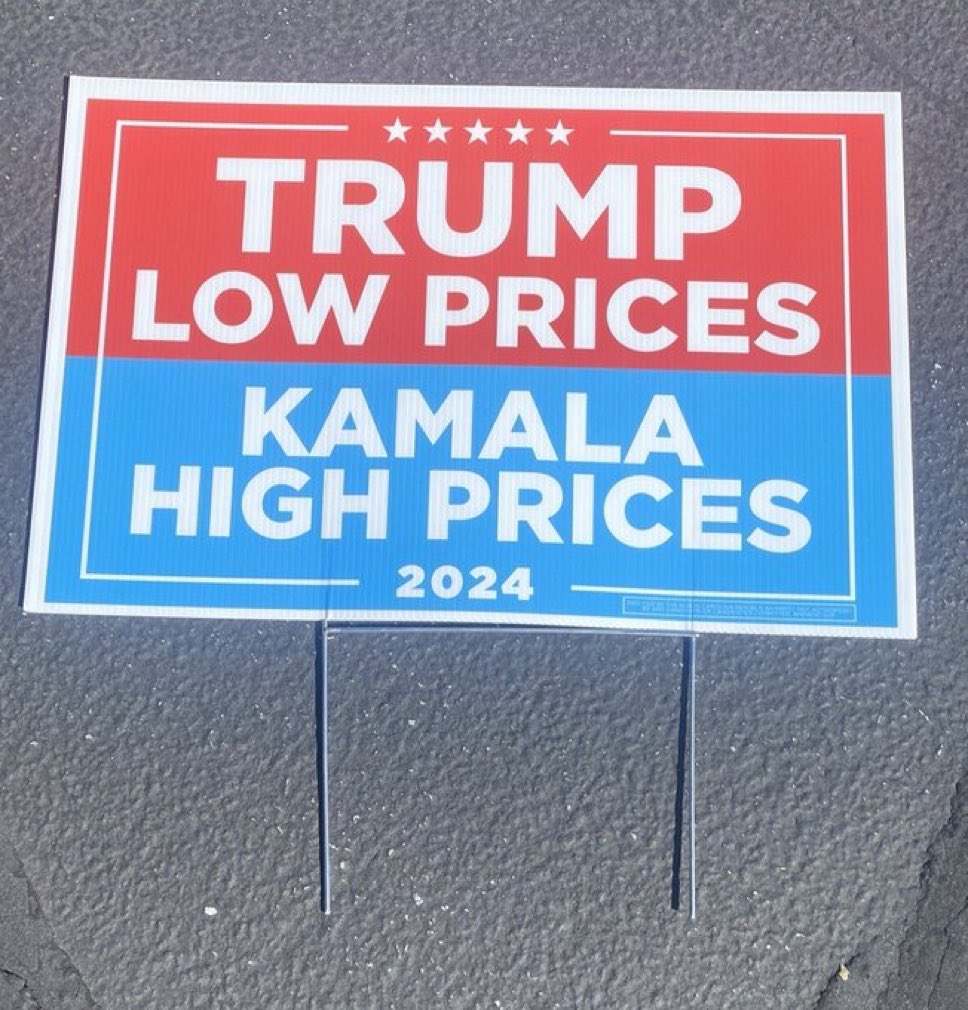 TRUMP
LOW PRICES
KAMALA
HIGH PRICES
2024